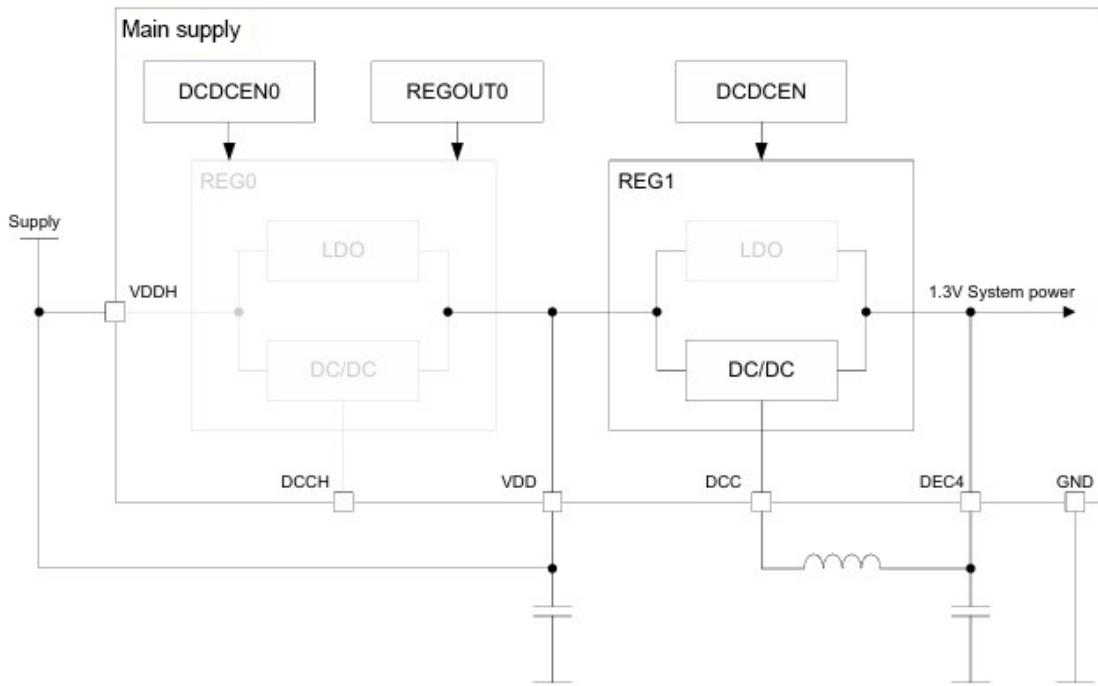 Main supply
DCDCEN0
REGOUT0
DCDCEN
REG0
REG1
Supply
LDO
LDO
VDDH
1.3V System power
DC/DC
DC/DC
DCCH
VDD
DCC
DEC4
GND